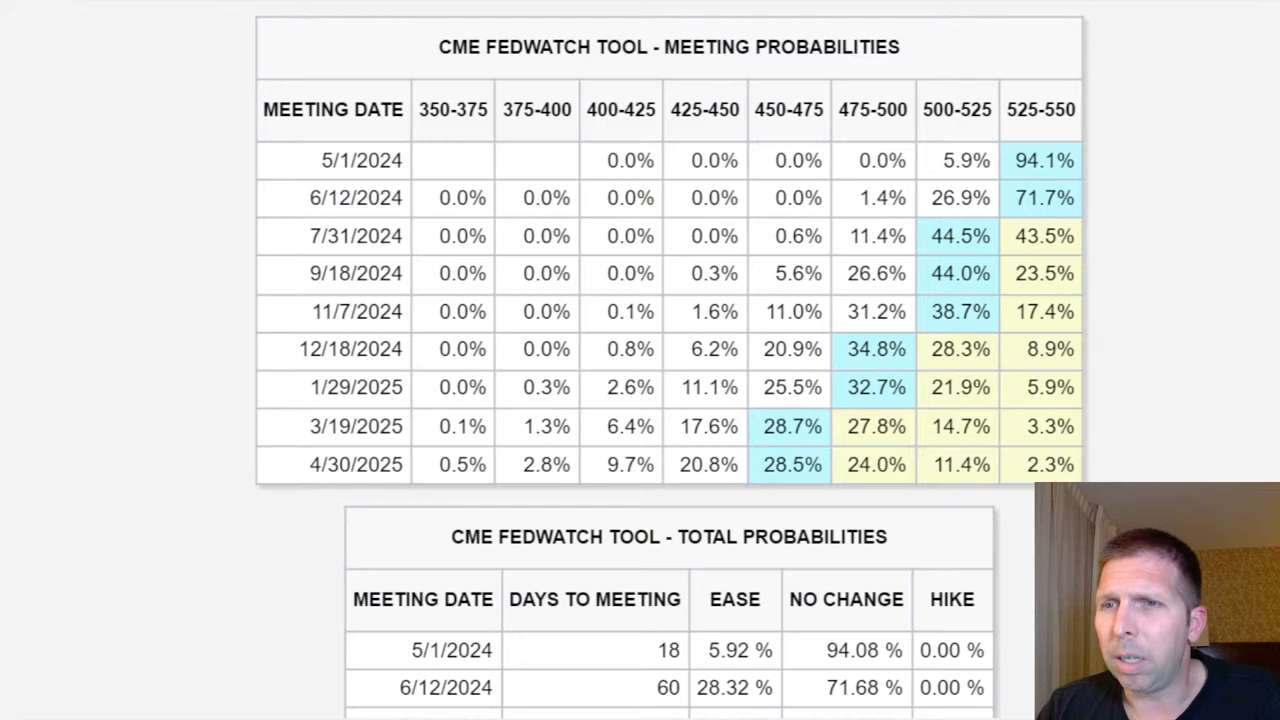 CME FEDWATCH TOOL - MEETING PROBABILITIES
MEETING DATE 350-375 375-400 400-425 425-450 450-475 475-500 500-525 525-550
5/1/2024 0.0% 0.0% 0.0% 0.0% 5.9% 94.1%
6/12/2024 0.0% 0.0% 0.0% 0.0% 0.0% 1.4% 26.9% 71.7%
7/31/2024 0.0% 0.0% 0.0% 0.0% 0.6% 11.4% 44.5% 43.5%
9/18/2024 0.0% 0.0% 0.0% 0.3% 5.6% 26.6% 44.0% 23.5%
11/7/2024 0.0% 0.0% 0.1% 1.6% 11.0% 31.2% 38.7% 17.4%
12/18/2024 0.0% 0.0% 0.8% 6.2% 20.9% 34.8% 28.3% 8.9%
1/29/2025 0.0% 0.3% 2.6% 11.1% 25.5% 32.7% 21.9% 5.9%
3/19/2025 0.1% 1.3% 6.4% 17.6% 28.7% 27.8% 14.7% 3.3%
4/30/2025 0.5% 2.8% 9.7% 20.8% 28.5% 24.0% 11.4% 2.3%
CME FEDWATCH TOOL - TOTAL PROBABILITIES
MEETING DATE DAYS TO MEETING EASE NO CHANGE HIKE
5/1/2024 18 5.92 % 94.08 % 0.00 %
6/12/2024 60 28.32 % 71.68 % 0.00 %